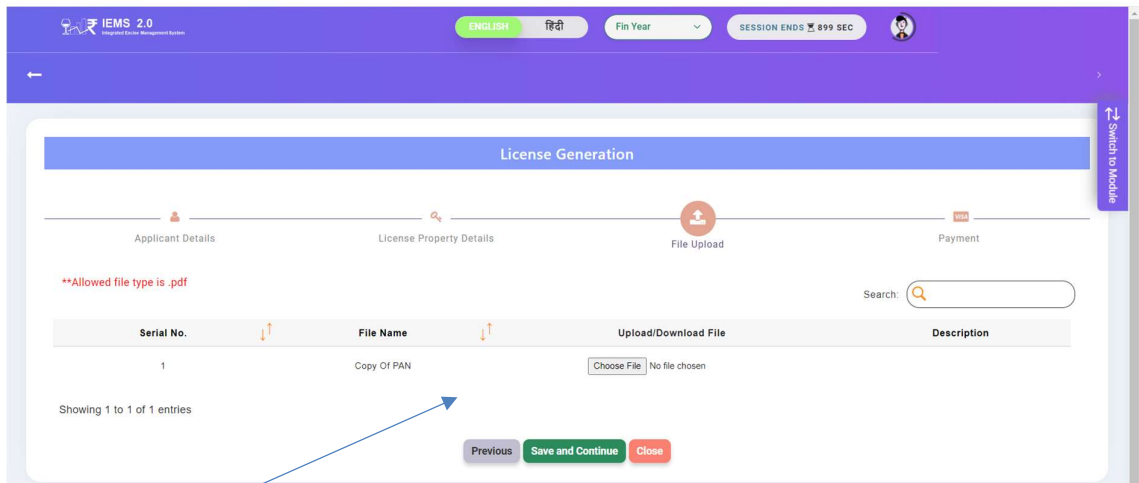 IEMS 2.0
Integrated Excise Management System
ENGLISH हिंदी
Fin Year
SESSION ENDS 899 SEC
Switch to Module
License Generation
VISA
Applicant Details License Property Details File Upload Payment
**Allowed file type is .pdf
Search:
Serial No. File Name Upload/Download File Description
1 Copy Of PAN Choose File No file chosen
Showing 1 to 1 of 1 entries
Previous Save and Continue Close